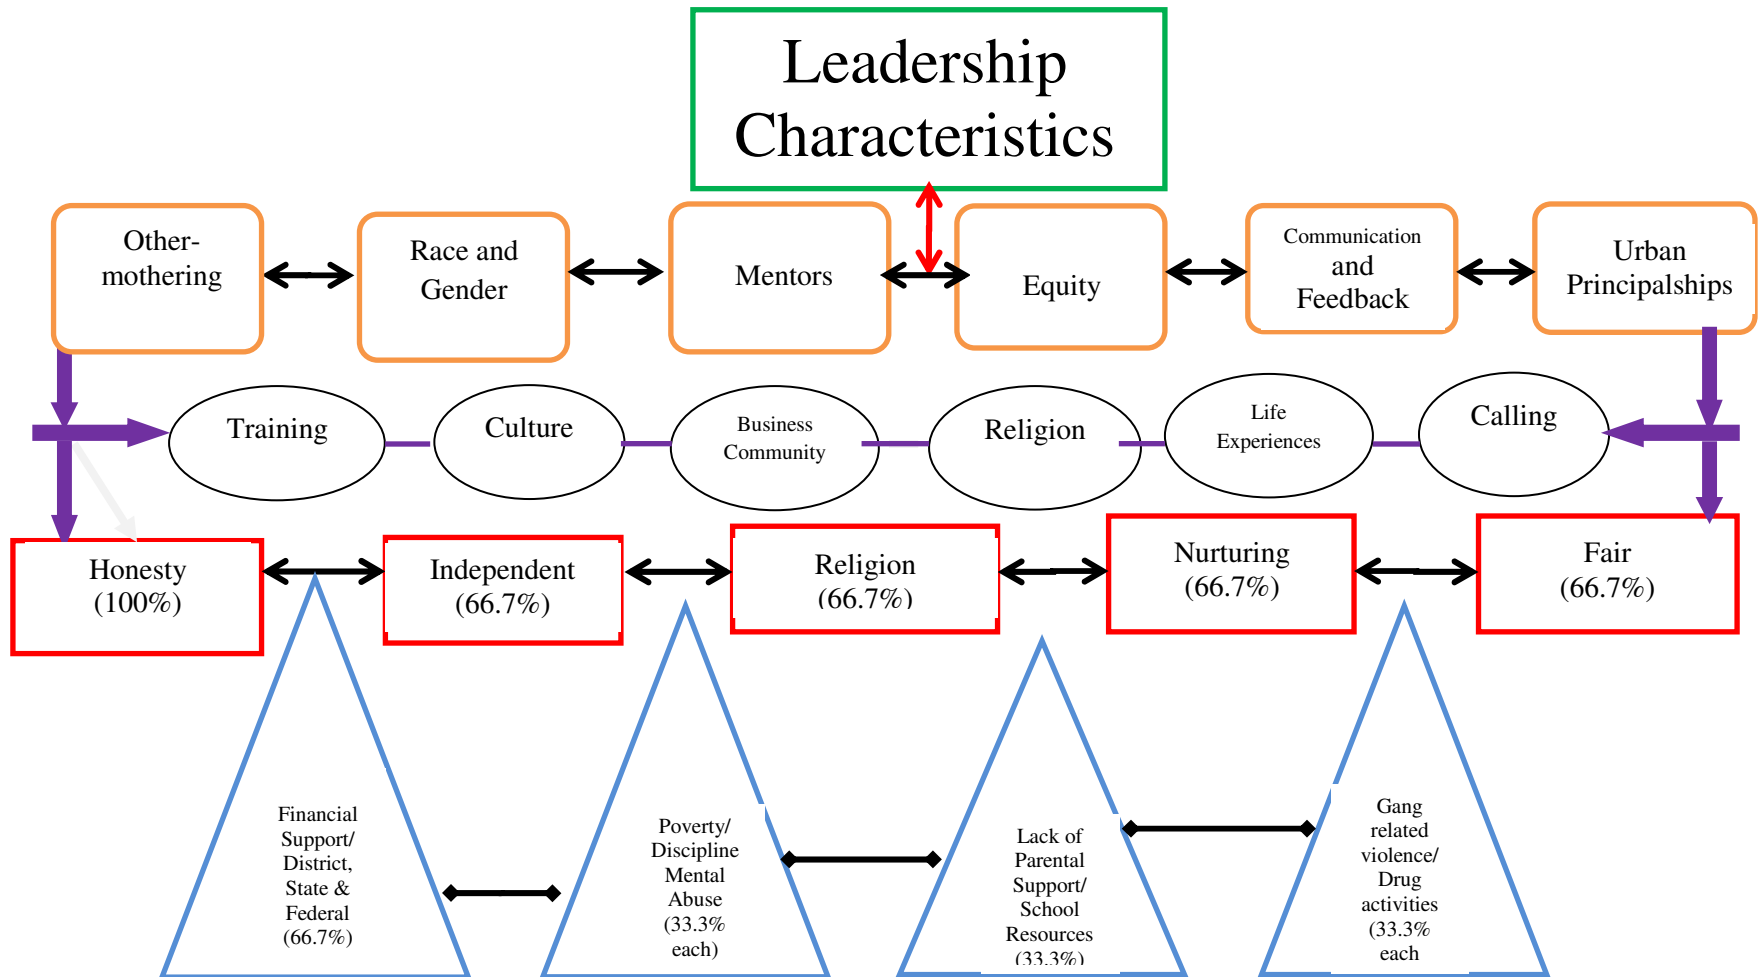 Leadership
Characteristics
Other-
mothering
Race and
Gender
Mentors
Equity
Communication
and
Feedback
Urban
Principalships
Training
Culture
Business
Community
Religion
Life
Experiences
Calling
Honesty
(100%)
Independent
(66.7%)
Religion
(66.7%)
Nurturing
(66.7%)
Fair
(66.7%)
Financial
Support/
District,
State &
Federal
(66.7%)
Poverty/
Discipline
Mental
Abuse
(33.3%
each)
Lack of
Parental
Support/
School
Resources
(33.3%)
Gang
related
violence/
Drug
activities
(33.3%
each